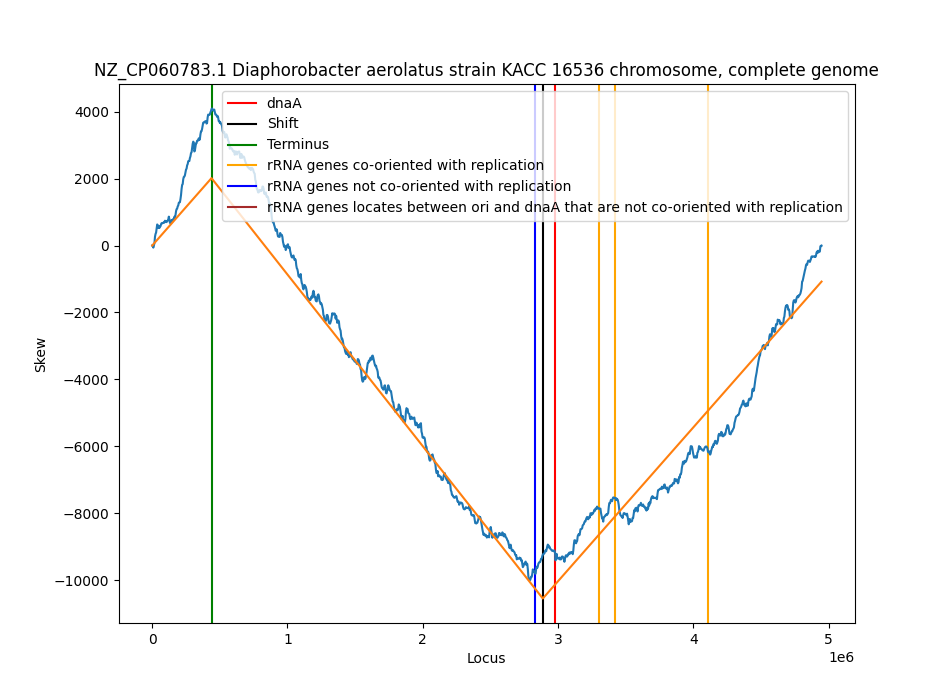 NZ_CP060783.1 Diaphorobacter aerolatus strain KACC 16536 chromosome, complete genome
dnaA
Shift
Terminus
rRNA genes co-oriented with replication
rRNA genes not co-oriented with replication
rRNA genes locates between ori and dnaA that are not co-oriented with replication
4000
2000
0
−2000
−4000
−6000
−8000
−10000
Skew
0
1
2
3
4
5
1e6
Locus